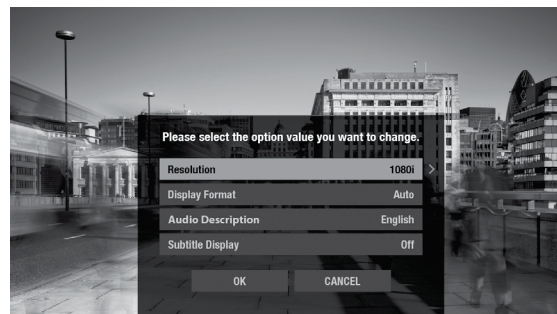 Please select the option value you want to change.
Resolution 1080i >
Display Format Auto
Audio Description English
Subtitle Display Off
OK CANCEL